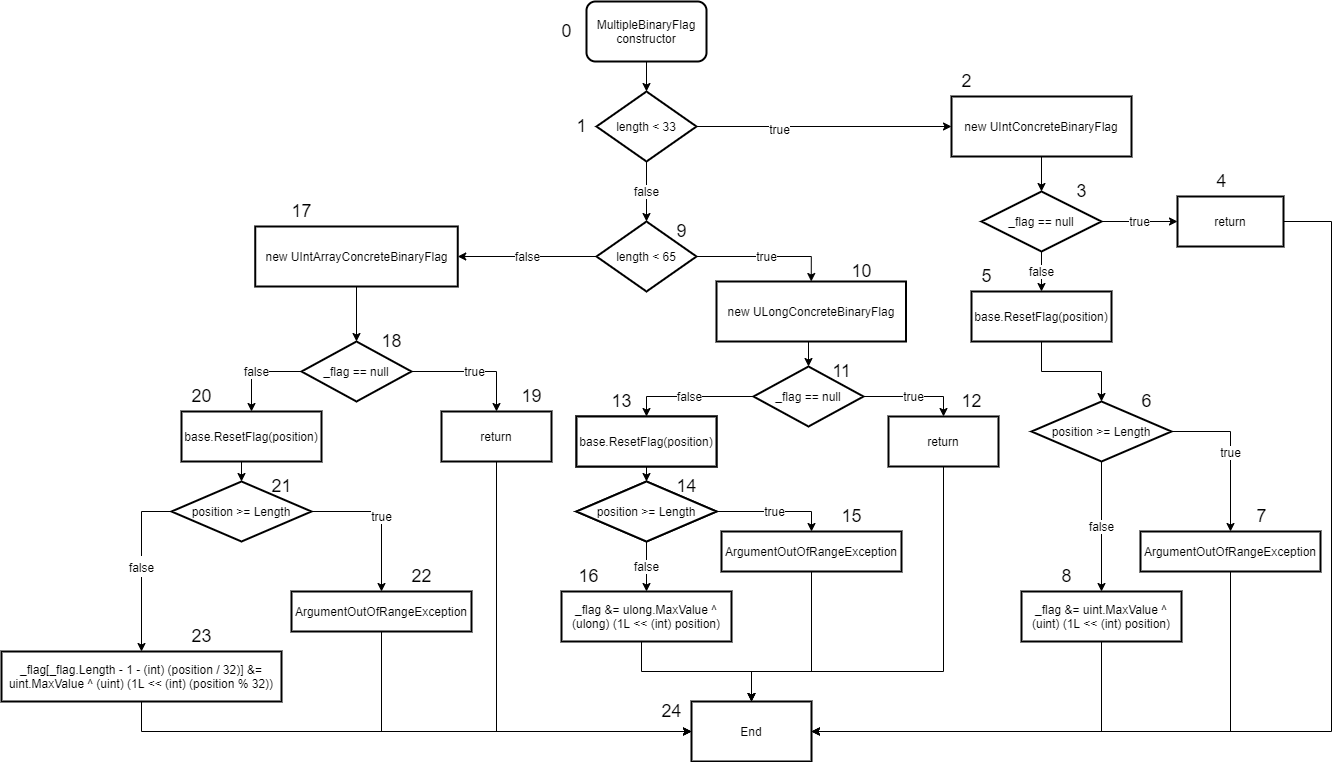 0
MultipleBinaryFlag
constructor
1
length < 33
true
2
new UIntConcreteBinaryFlag
false
3
_flag == null
true
4
return
17
new UIntArrayConcreteBinaryFlag
false
9
length < 65
true
10
new ULongConcreteBinaryFlag
false
5
base.ResetFlag(position)
18
_flag == null
false
true
11
_flag == null
false
true
20
base.ResetFlag(position)
19
return
13
base.ResetFlag(position)
12
return
6
position >= Length
true
21
position >= Length
true
14
position >= Length
true
15
ArgumentOutOfRangeException
false
7
ArgumentOutOfRangeException
false
false
22
ArgumentOutOfRangeException
16
_flag &= ulong.MaxValue ^
(ulong) (1L << (int) position)
8
_flag &= uint.MaxValue ^
(uint) (1L << (int) position)
23
_flag[_flag.Length - 1 - (int) (position / 32)] &=
uint.MaxValue ^ (uint) (1L << (int) (position % 32))
24
End